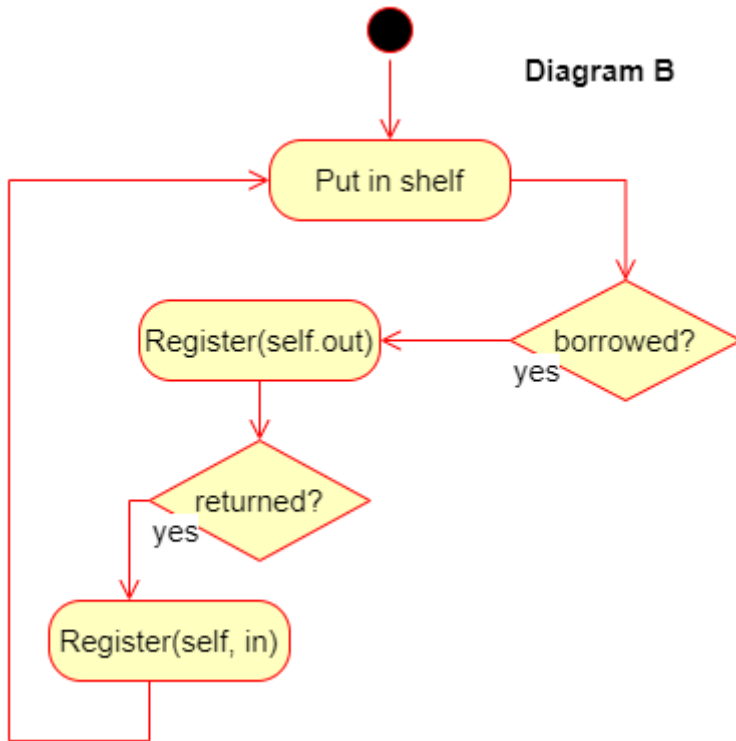 Diagram B
Put in shelf
borrowed?
yes
Register(self.out)
returned?
yes
Register(self, in)